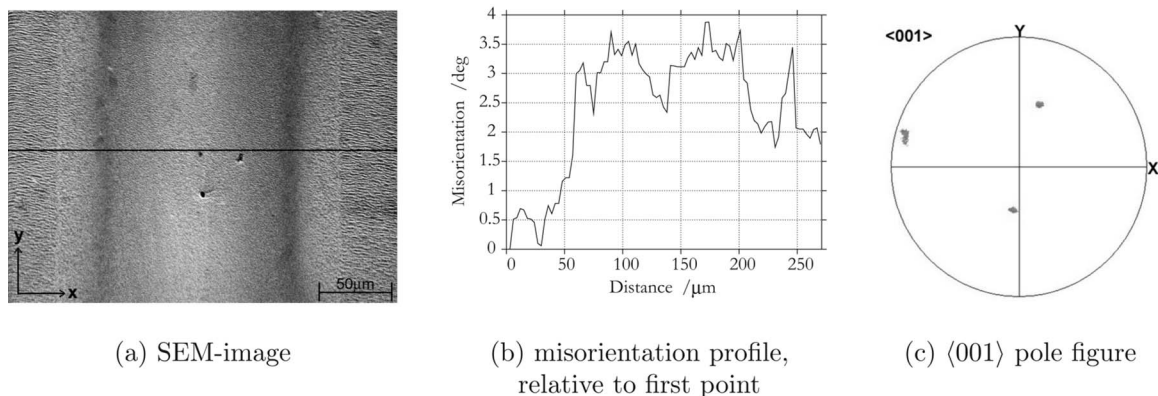 y
x
50μm
(a) SEM-image
Misorientation /deg
4
3.5
3
2.5
2
1.5
1
0.5
0
0 50 100 150 200 250
Distance /μm
(b) misorientation profile,
relative to first point
<001>
Y
X
(c) ⟨001⟩ pole figure